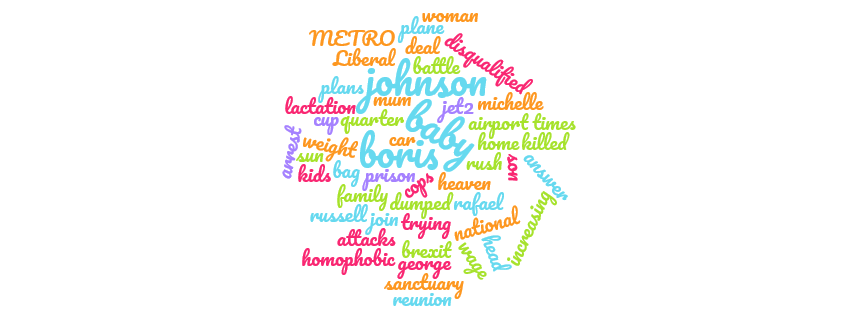 woman
plane
METRO
deal
disqualified
Liberal
battle
johnson
plans
mum
lactation
jet2
michelle
baby
cup
quarter
airport times
arrest
car
weight
boris
home
killed
sun
rush
son
answer
kids
bag
prison
cops
heaven
family
dumped
rafael
increasing
russell
join
trying
national
attacks
brexit
wage
head
homophobic
george
sanctuary
reunion